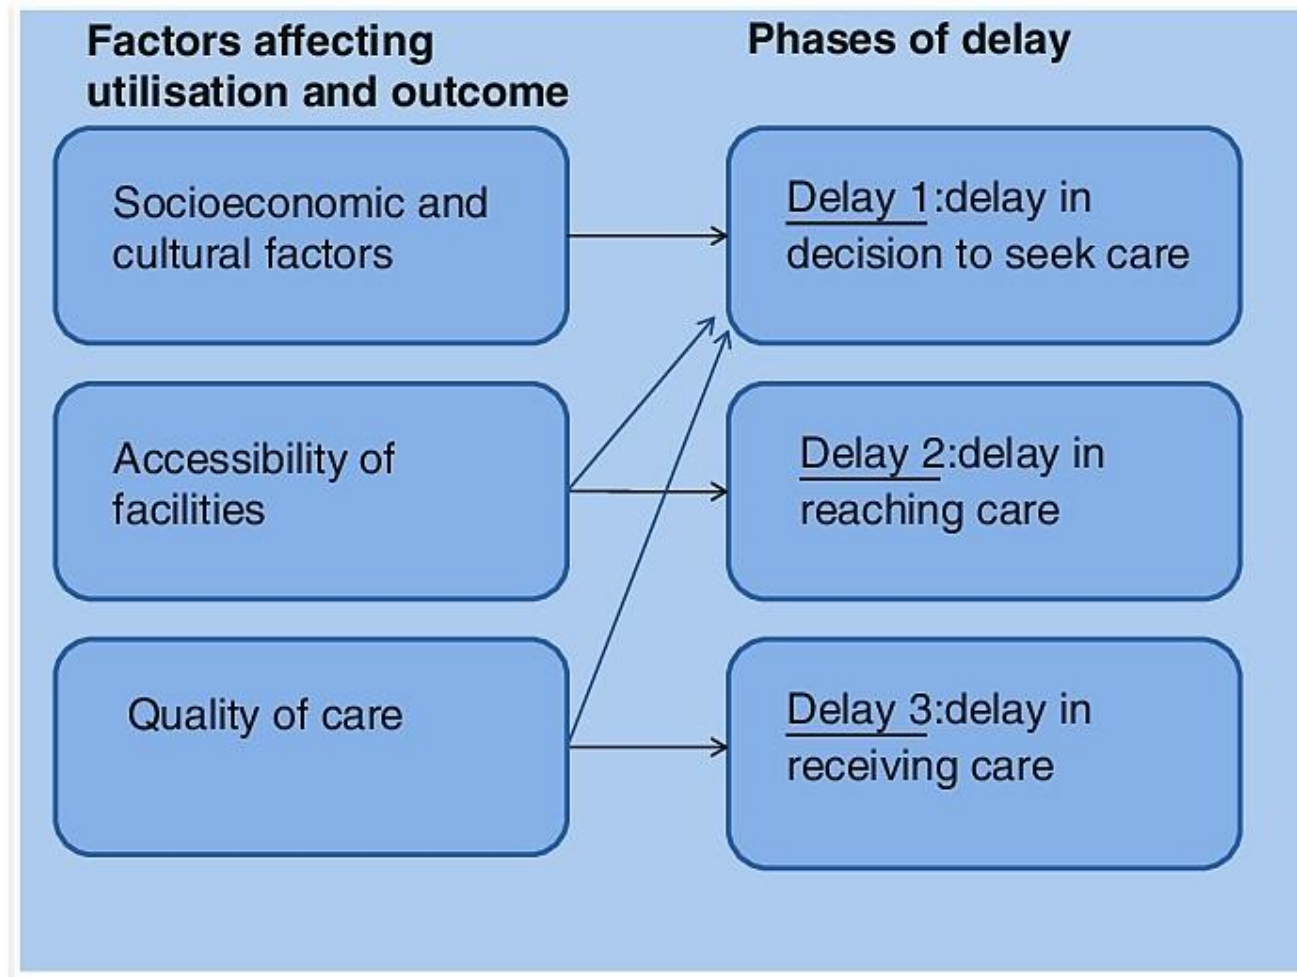 Factors affecting
utilisation and outcome
Phases of delay
Socioeconomic and
cultural factors
Delay 1:delay in
decision to seek care
Accessibility of
facilities
Delay 2:delay in
reaching care
Quality of care
Delay 3:delay in
receiving care